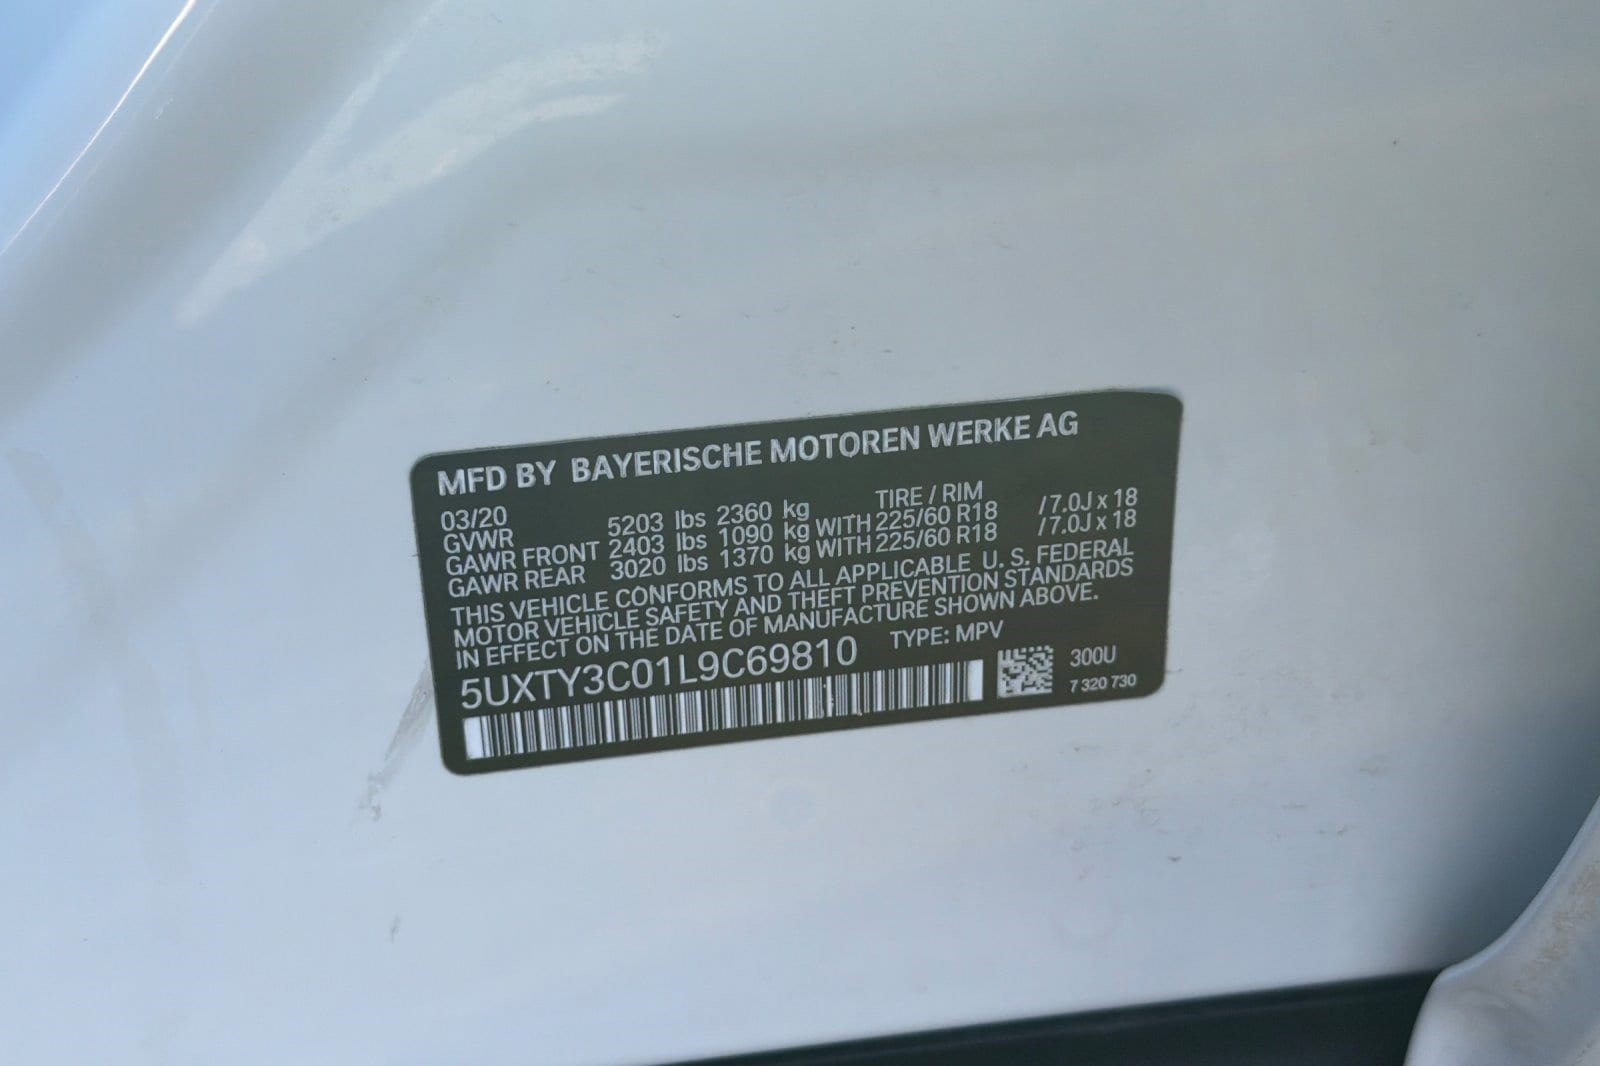 MFD BY BAYERISCHE MOTOREN WERKE AG
03/20 TIRE / RIM
GVWR 5203 lbs 2360 kg
GAWR FRONT 2403 lbs 1090 kg WITH 225/60 R18 / 7.0J x 18
GAWR REAR 3020 lbs 1370 kg WITH 225/60 R18 / 7.0J x 18
THIS VEHICLE CONFORMS TO ALL APPLICABLE U. S. FEDERAL
MOTOR VEHICLE SAFETY AND THEFT PREVENTION STANDARDS
IN EFFECT ON THE DATE OF MANUFACTURE SHOWN ABOVE.
5UXTY3C01L9C69810 TYPE: MPV
300U
7 320 730